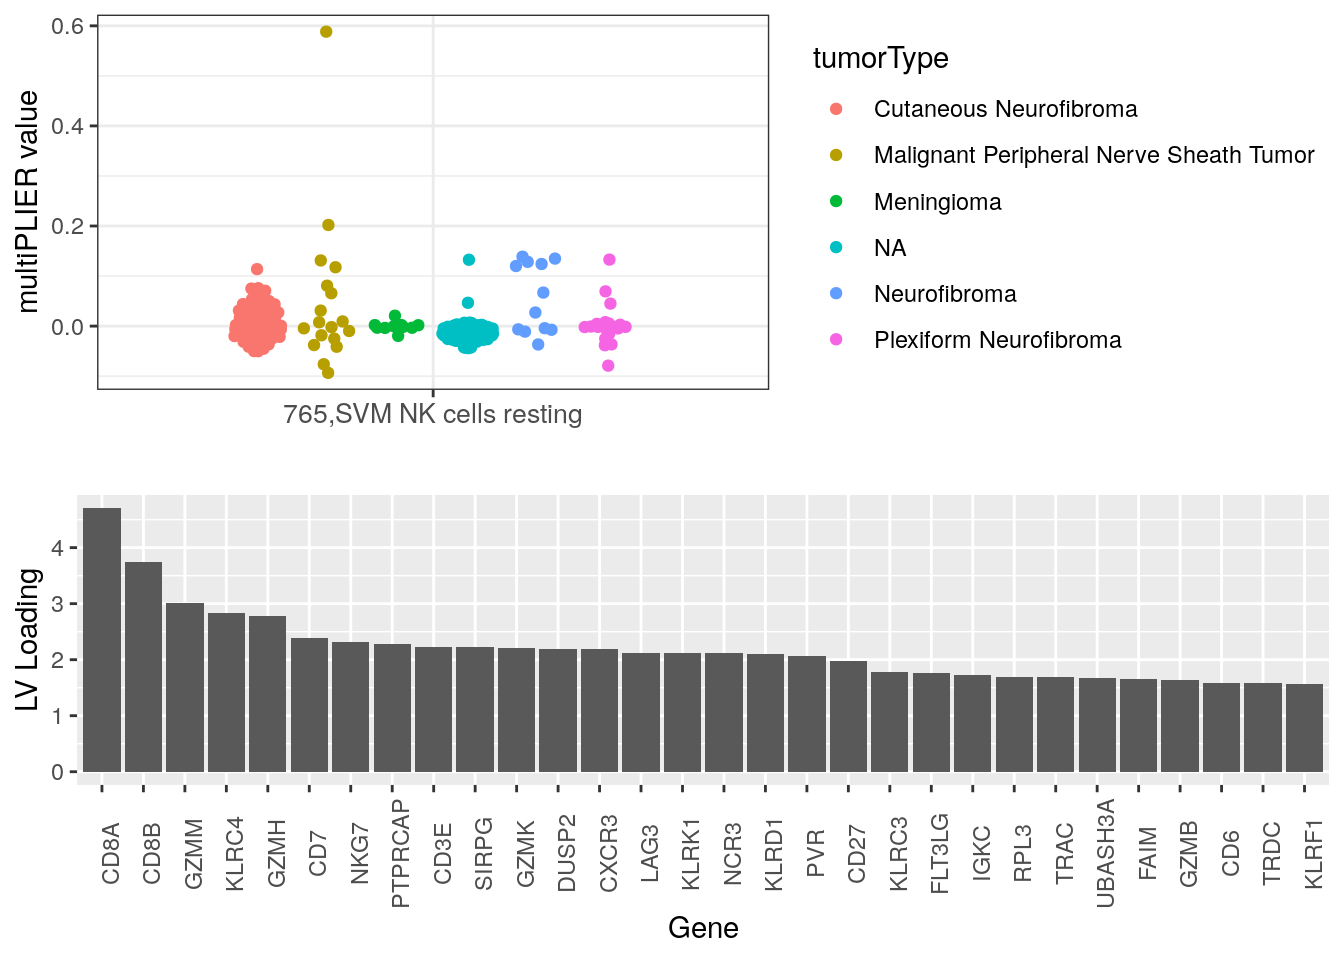 multiPLIER value
0.6
0.4
0.2
0.0
765,SVM NK cells resting
tumorType
Cutaneous Neurofibroma
Malignant Peripheral Nerve Sheath Tumor
Meningioma
NA
Neurofibroma
Plexiform Neurofibroma
LV Loading
4
3
2
1
0
CD8A
CD8B
GZMM
KLRC4
GZMH
CD7
NKG7
PTPRCAP
CD3E
SIRPG
GZMK
DUSP2
CXCR3
LAG3
KLRK1
NCR3
KLRD1
PVR
CD27
KLRC3
FLT3LG
IGKC
RPL3
TRAC
UBASH3A
FAIM
GZMB
CD6
TRDC
KLRF1
Gene